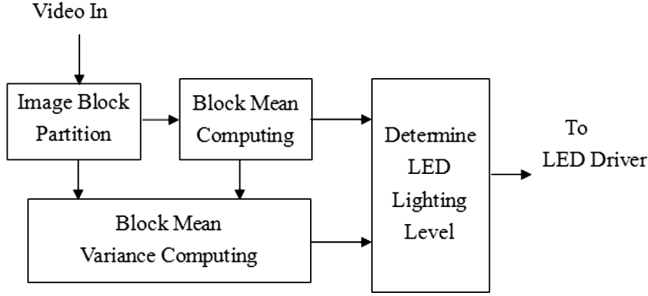 Video In
Image Block
Partition
Block Mean
Computing
Block Mean
Variance Computing
Determine
LED
Lighting
Level
To
LED Driver